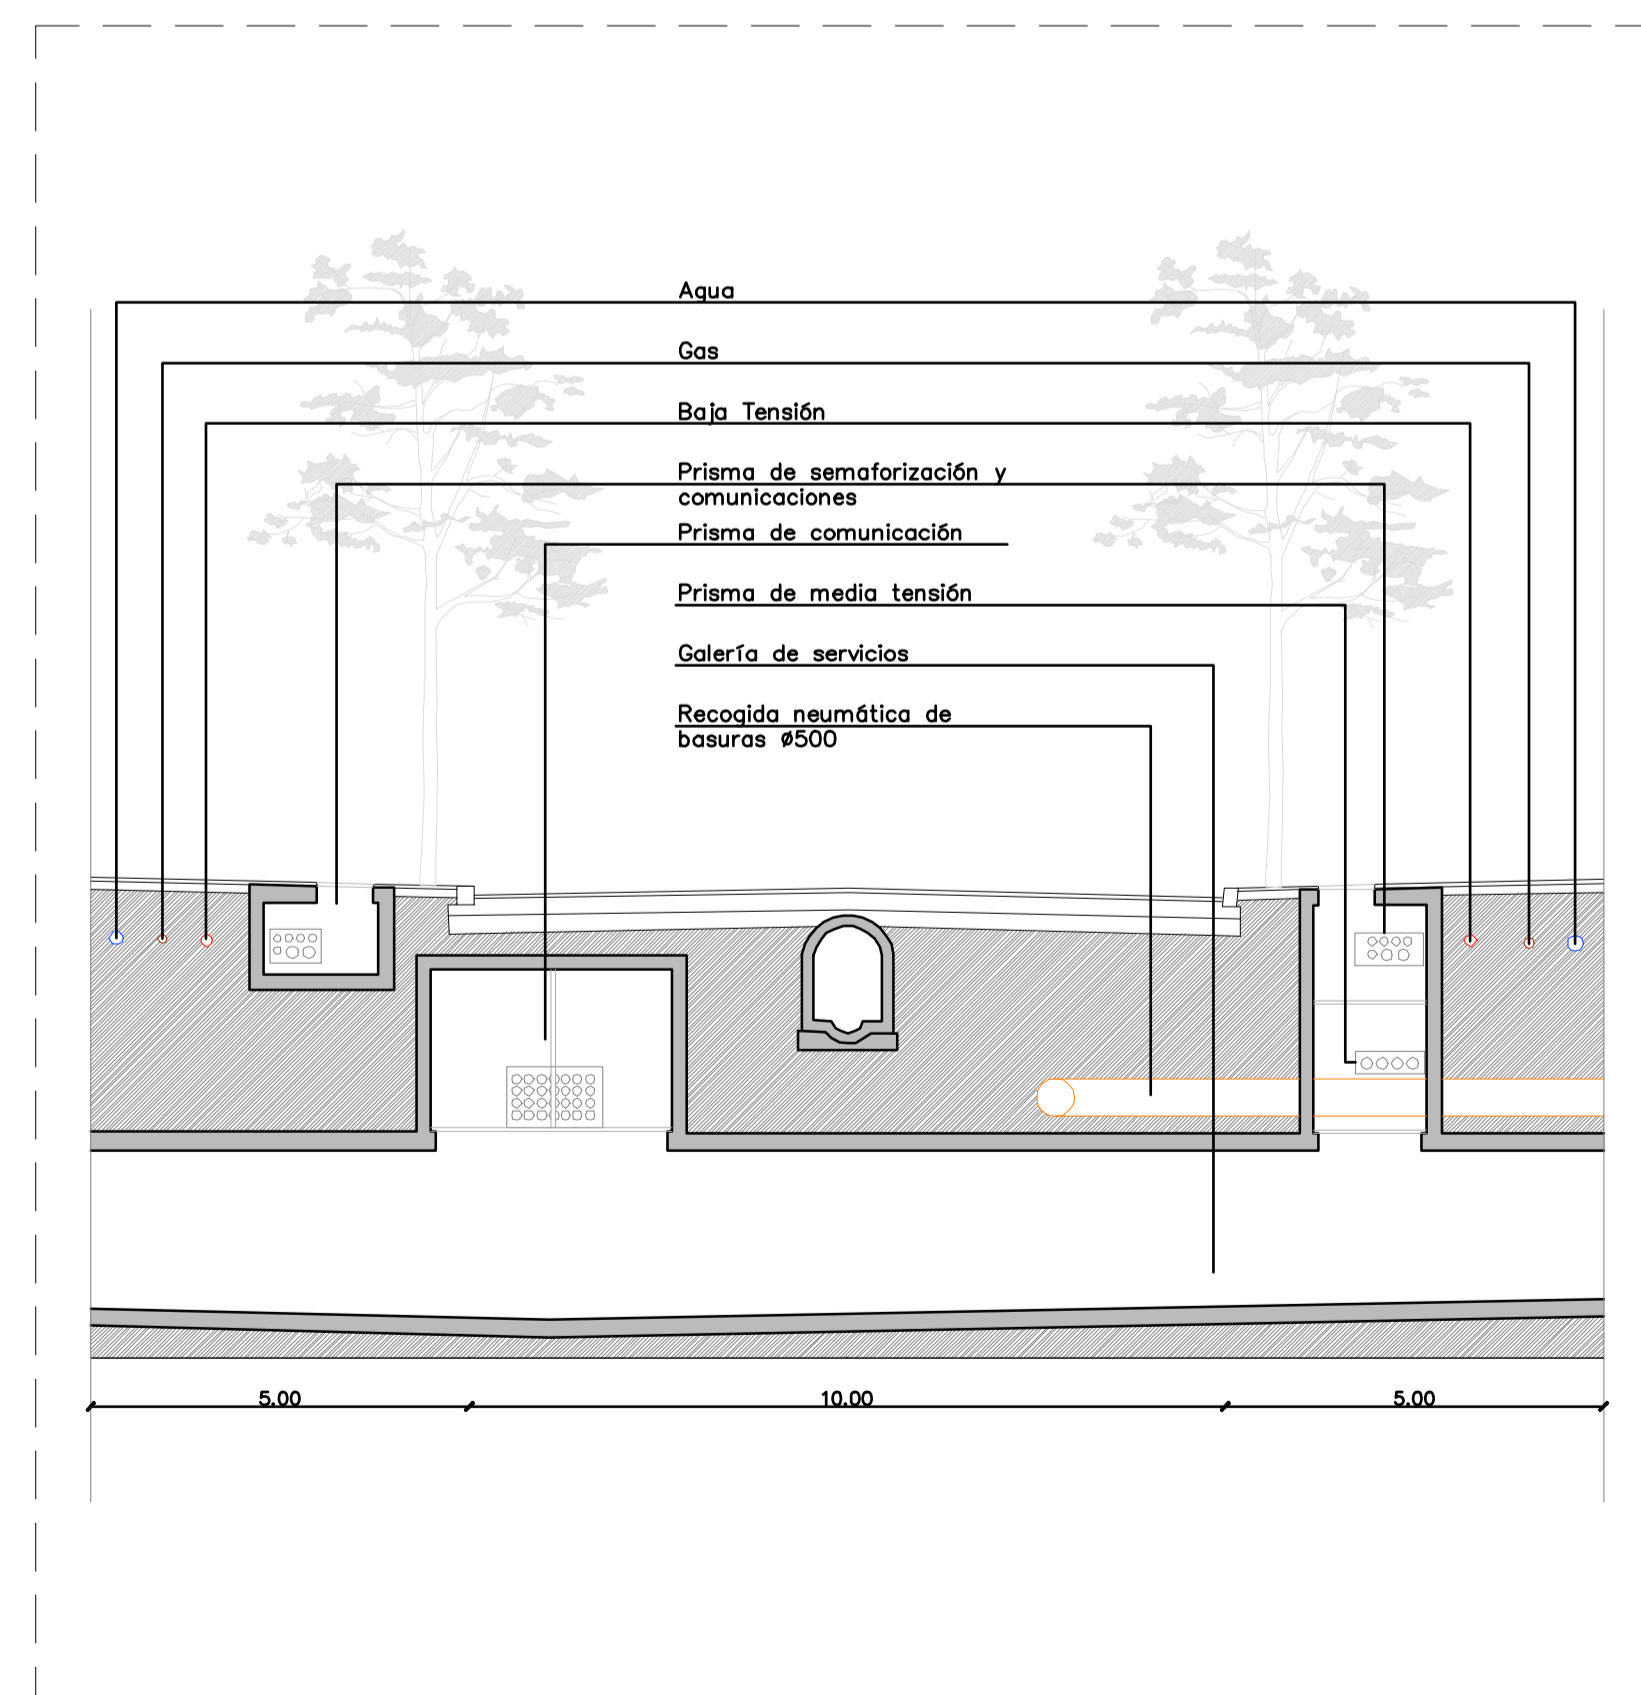 Agua
Gas
Baja Tensión
Prisma de semaforización y
comunicaciones
Prisma de comunicación
Prisma de media tensión
Galería de servicios
Recogida neumática de
basuras ø500
5.00
10.00
5.00